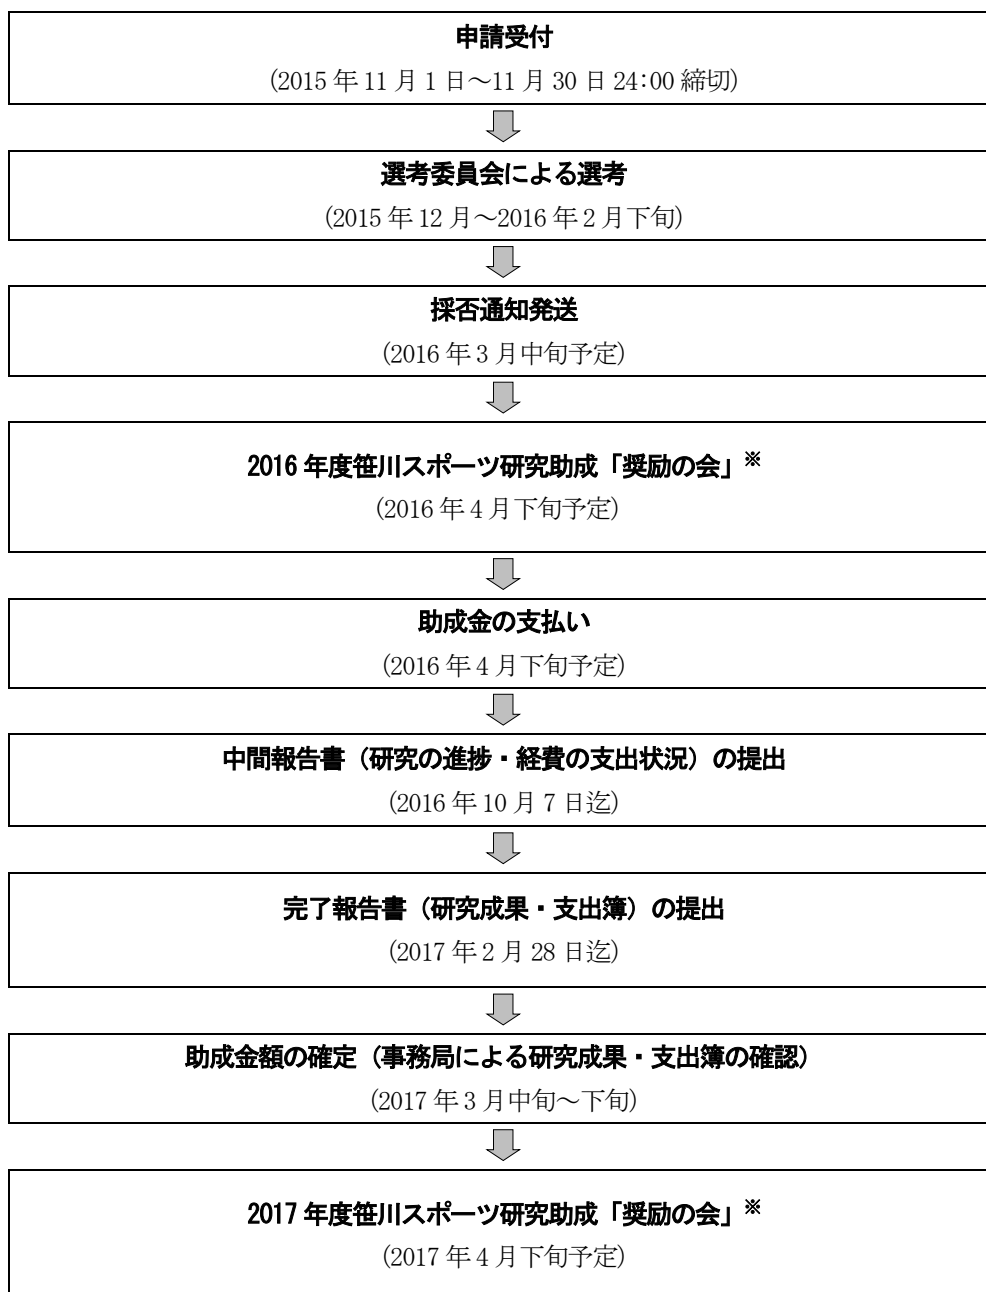 申請受付
(2015年11月1日～11月30日24:00締切)
選考委員会による選考
(2015年12月～2016年2月下旬)
採否通知発送
(2016年3月中旬予定)
2016年度笹川スポーツ研究助成「奨励の会」※
(2016年4月下旬予定)
助成金の支払い
(2016年4月下旬予定)
中間報告書（研究の進捗・経費の支出状況）の提出
(2016年10月7日迄)
完了報告書（研究成果・支出簿）の提出
(2017年2月28日迄)
助成金額の確定（事務局による研究成果・支出簿の確認）
(2017年3月中旬～下旬)
2017年度笹川スポーツ研究助成「奨励の会」※
(2017年4月下旬予定)